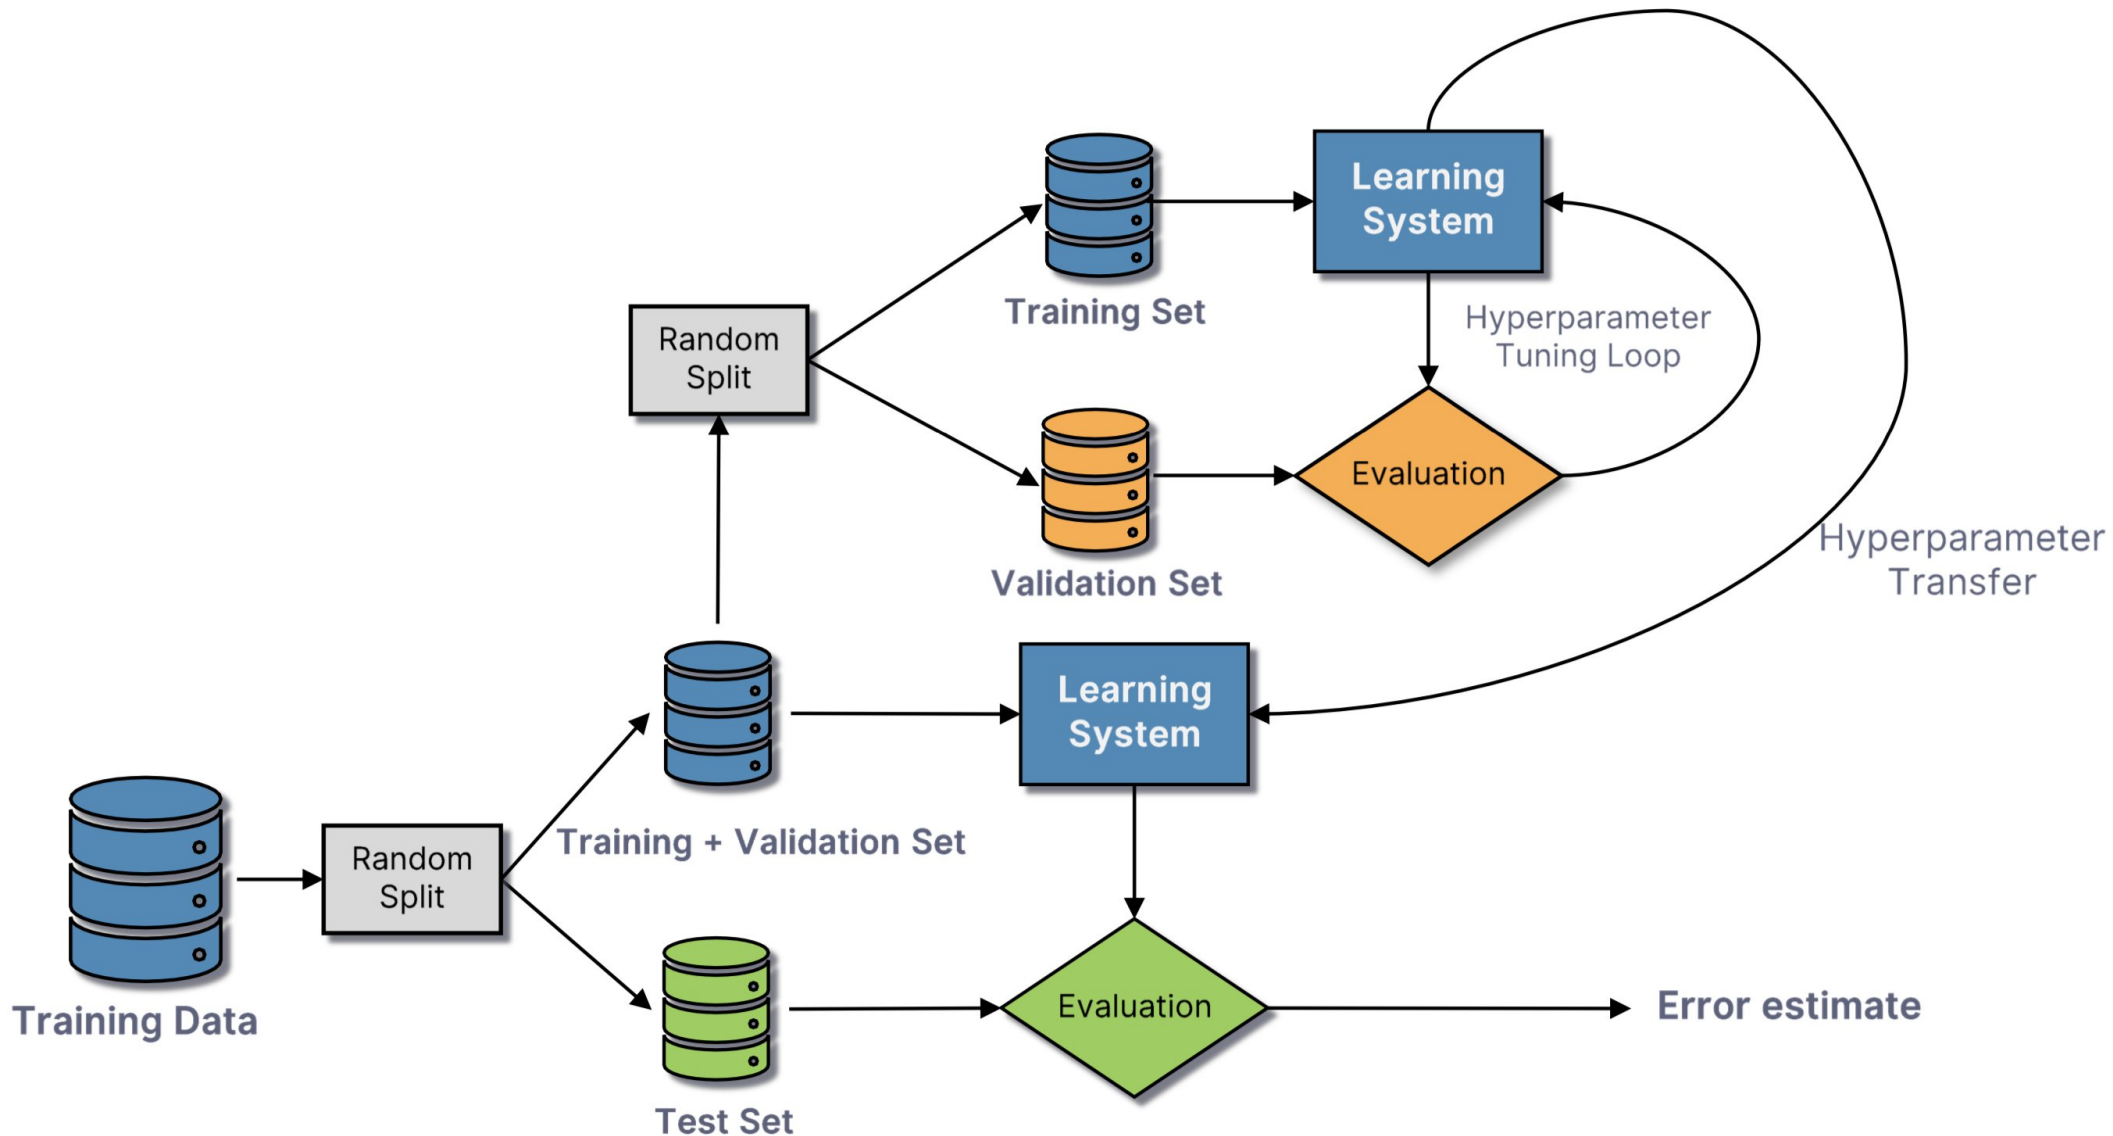 Learning
System
Training Set
Hyperparameter
Tuning Loop
Random
Split
Evaluation
Validation Set
Hyperparameter
Transfer
Learning
System
Training + Validation Set
Random
Split
Training Data
Evaluation
Error estimate
Test Set